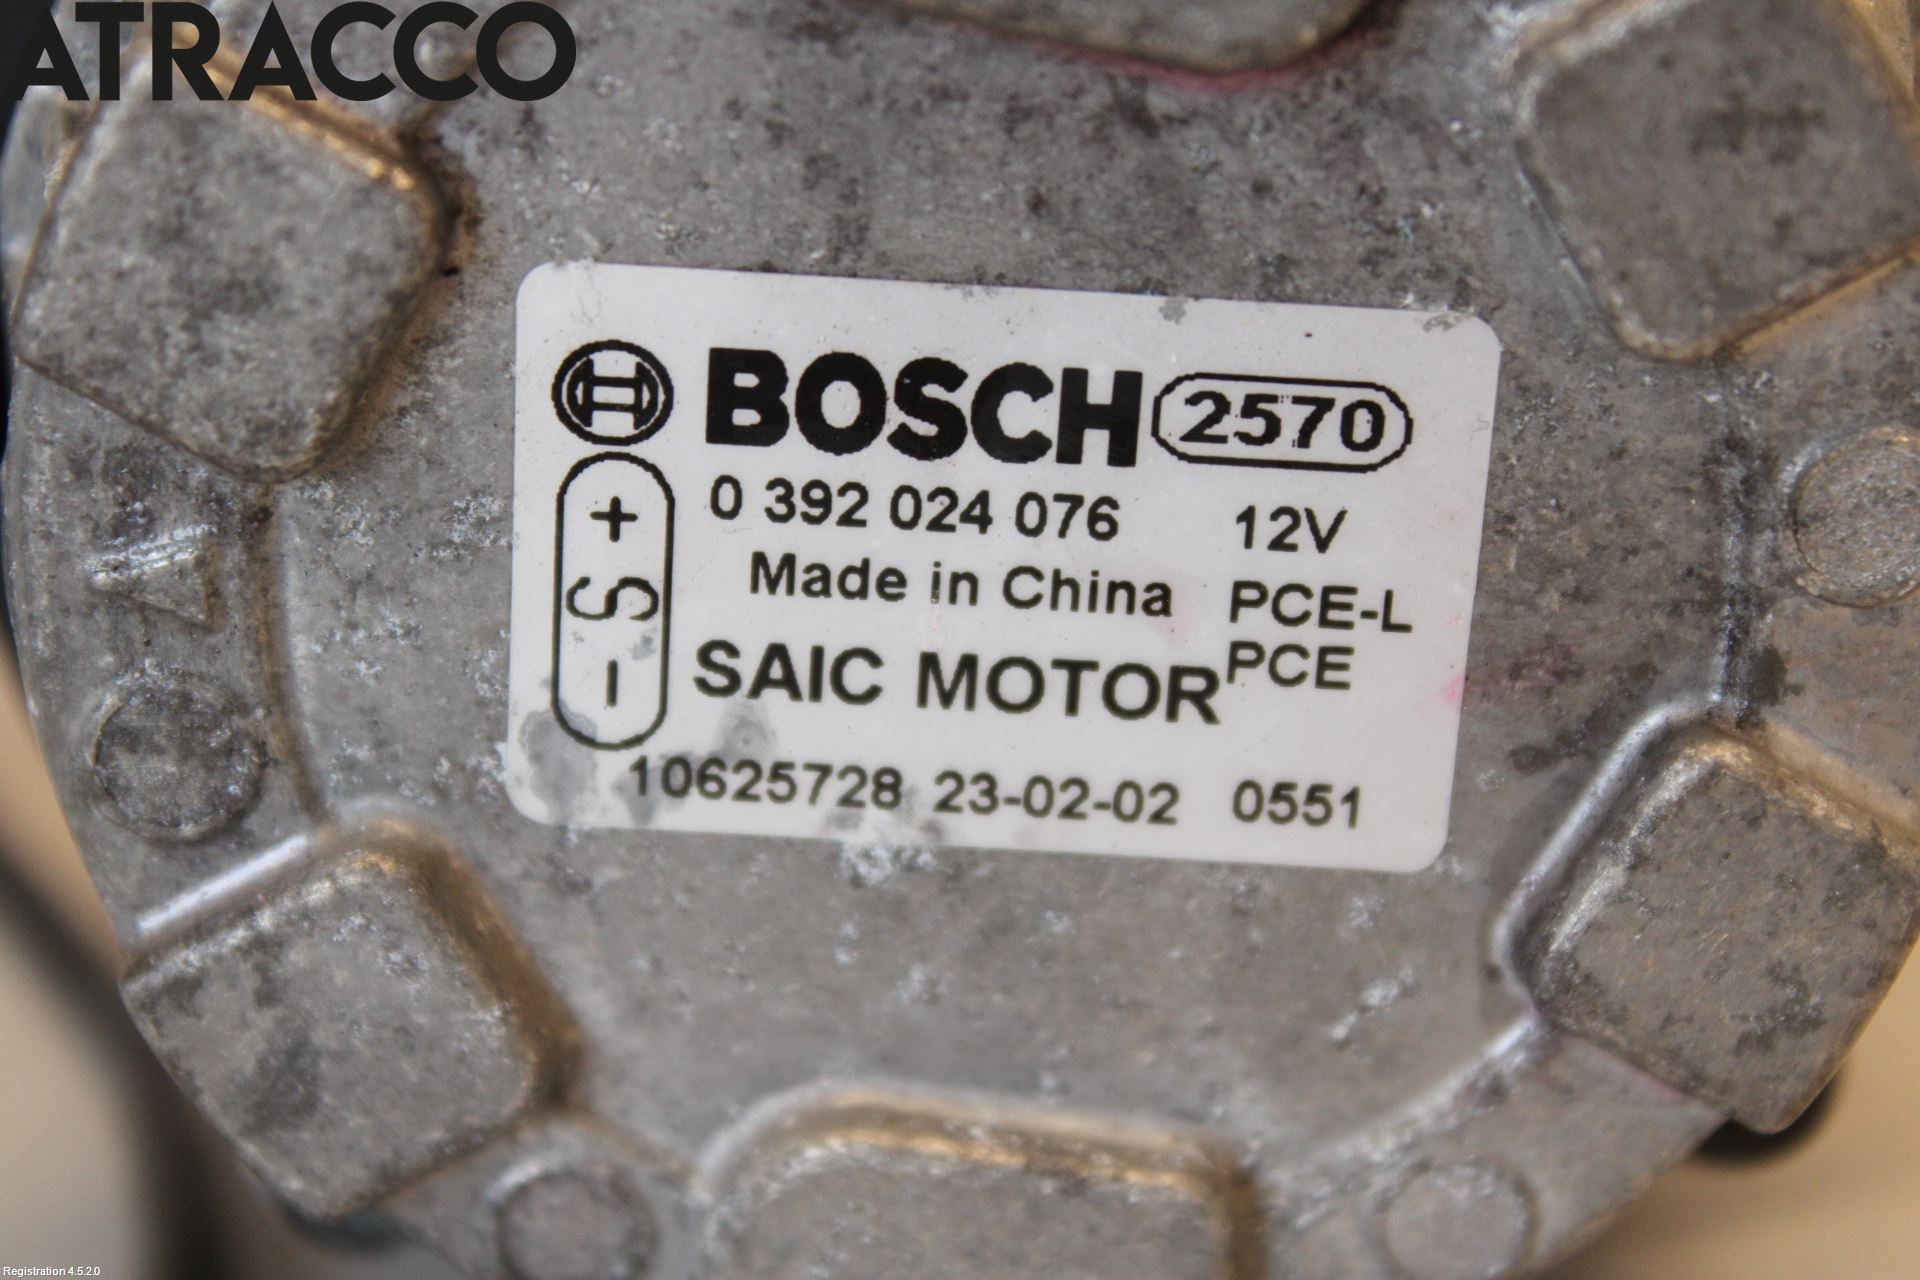 ATRACCO
BOSCH 2570
+ S -
0 392 024 076 12V
Made in China PCE-L
SAIC MOTOR PCE
10625728 23-02-02 0551
Registration 4.5.2.0